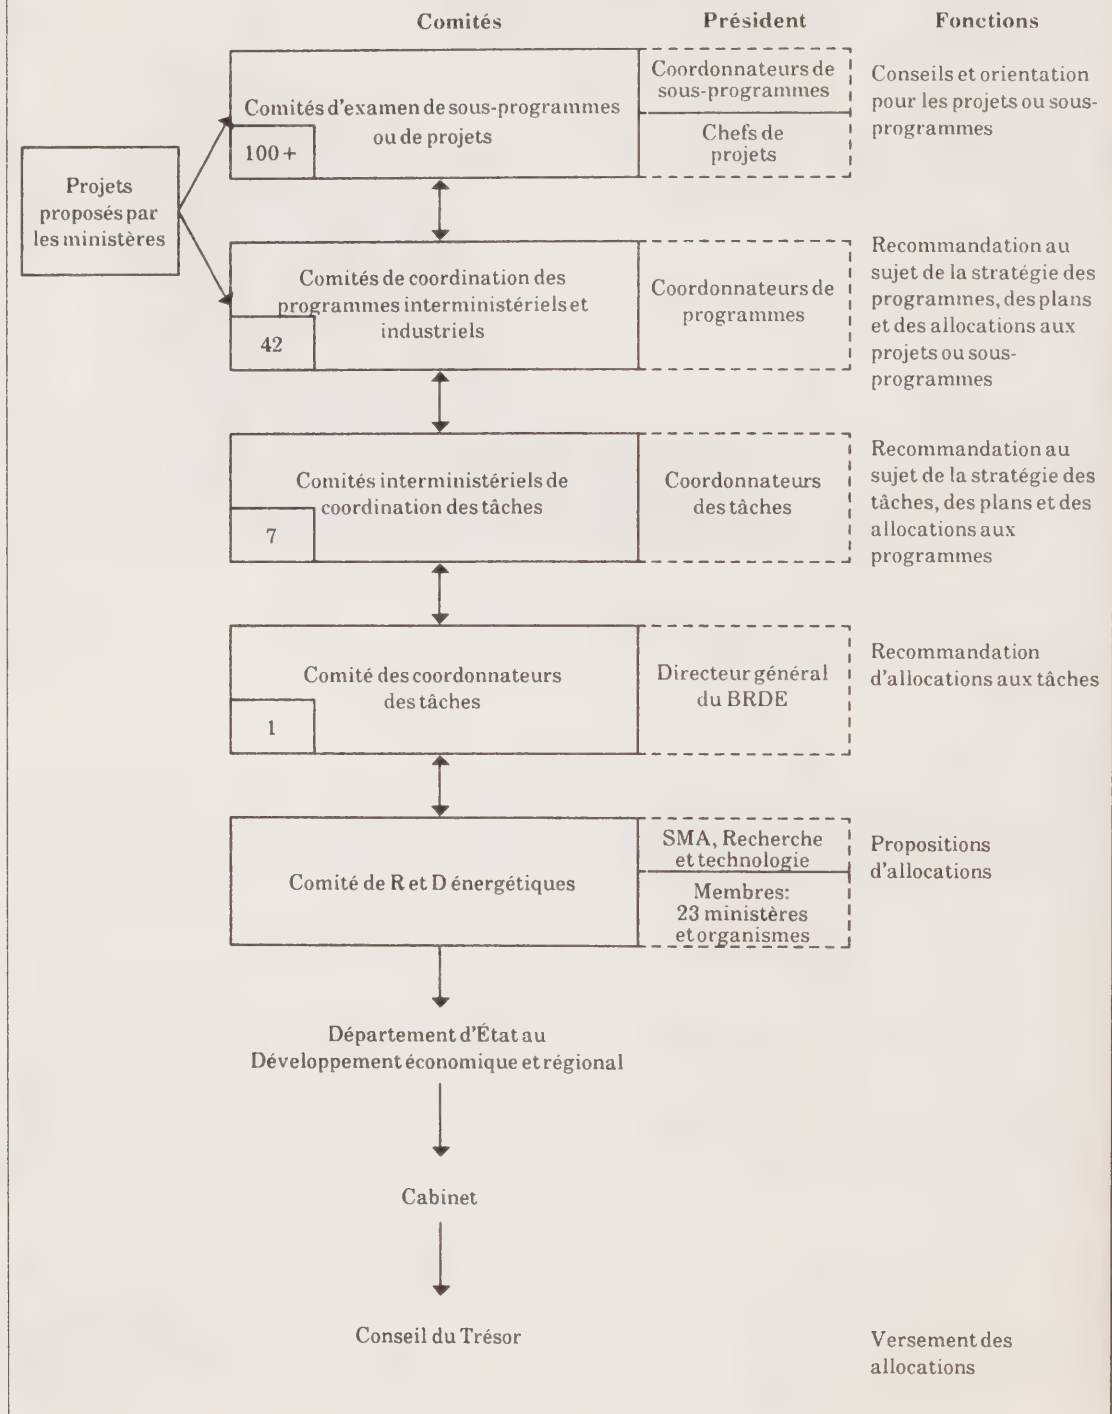 Comités
Président
Fonctions
Projets
proposés par
les ministères
Comités d'examen de sous-programmes
ou de projets
100+
Coordonnateurs de
sous-programmes
Chefs de
projets
Conseils et orientation
pour les projets ou sous-
programmes
Comités de coordination des
programmes interministériels et
industriels
42
Coordonnateurs de
programmes
Recommandation au
sujet de la stratégie des
programmes, des plans
et des allocations aux
projets ou sous-
programmes
Comités interministériels de
coordination des tâches
7
Coordonnateurs
des tâches
Recommandation au
sujet de la stratégie des
tâches, des plans et des
allocations aux
programmes
Comité des coordonnateurs
des tâches
1
Directeur général
du BRDE
Recommandation
d'allocations aux tâches
Comité de R et D énergétiques
SMA, Recherche
et technologie
Membres:
23 ministères
et organismes
Propositions
d'allocations
Département d'État au
Développement économique et régional
Cabinet
Conseil du Trésor
Versement des
allocations